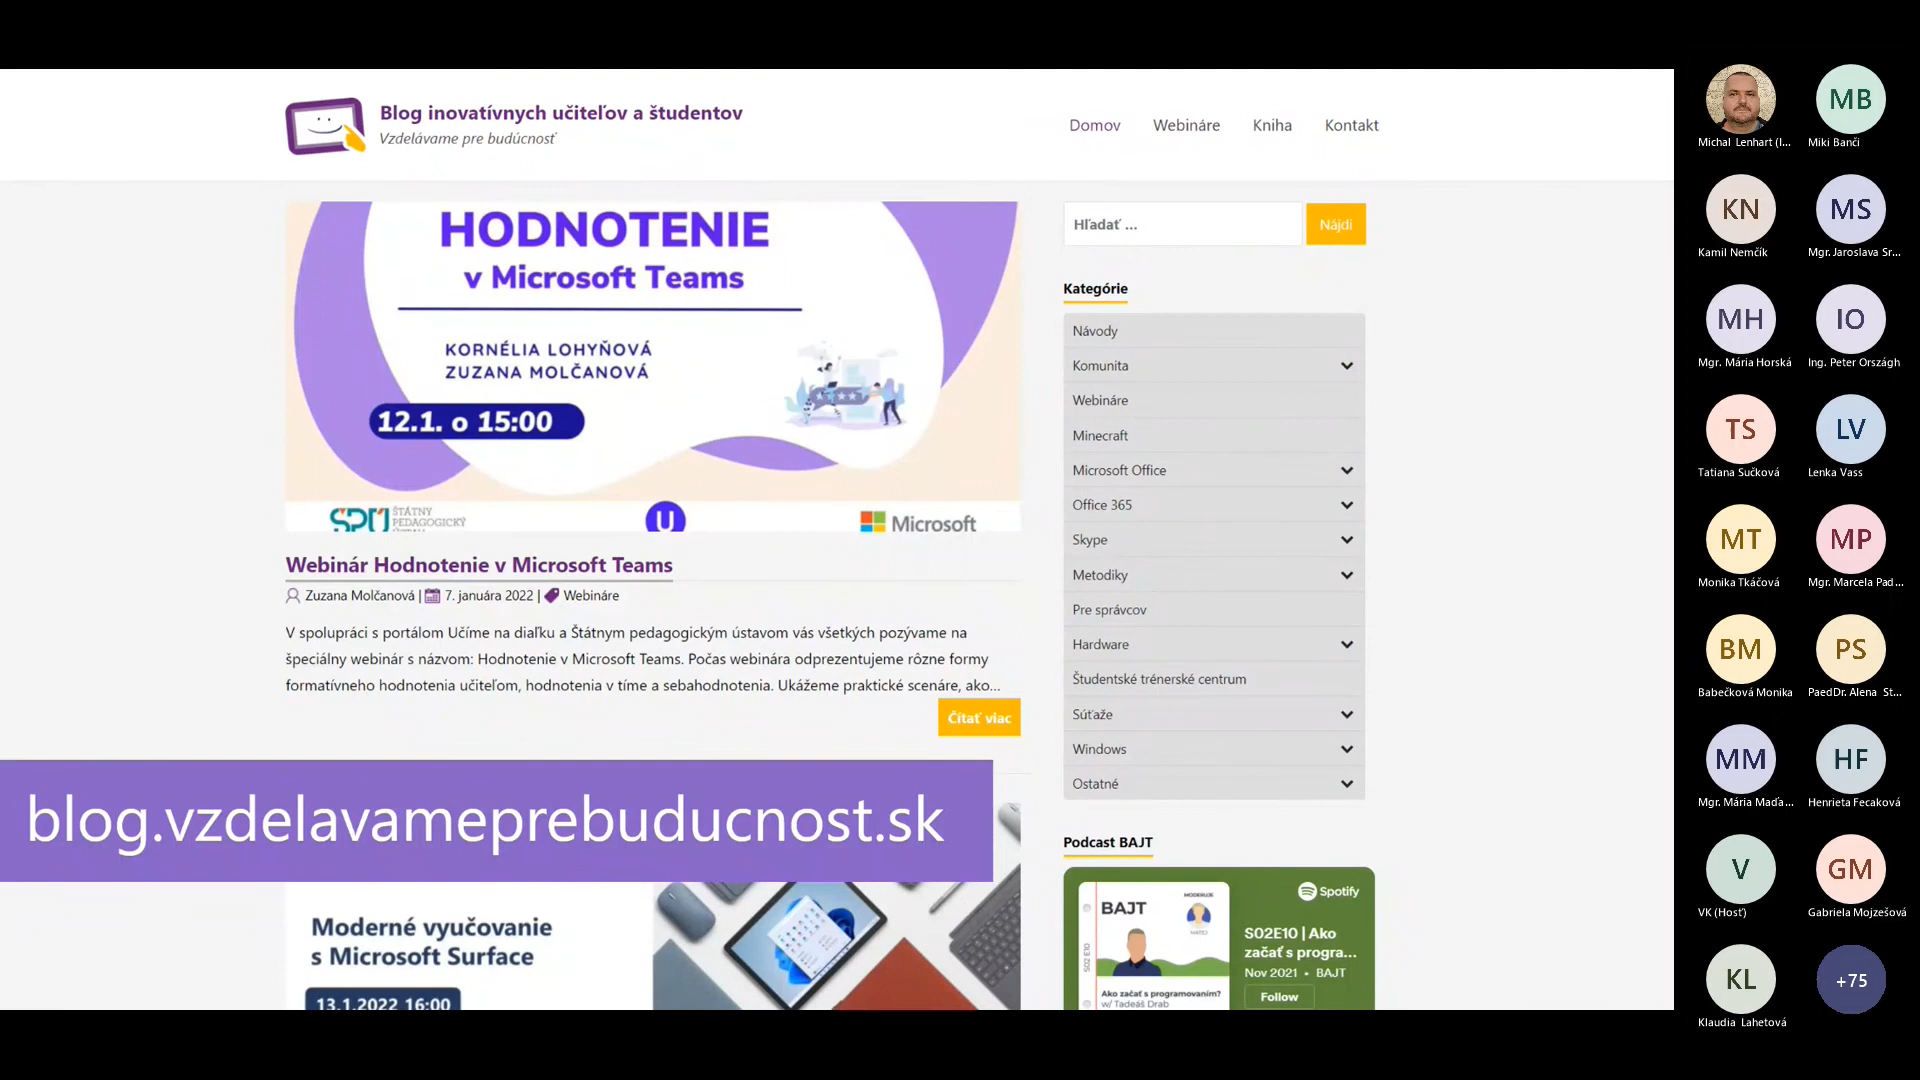 Blog inovatívnych učiteľov a študentov
Vzdelávame pre budúcnosť
Domov
Webináre
Kniha
Kontakt
HODNOTENIE
v Microsoft Teams
KORNÉLIA LOHYŇOVÁ
ZUZANA MOLČANOVÁ
12.1. o 15:00
ŠTÁTNY
PEDAGOGICKÝ
U
Microsoft
Webinár Hodnotenie v Microsoft Teams
Zuzana Molčanová | 7. januára 2022 | Webináre
V spolupráci s portálom Učíme na diaľku a Štátnym pedagogickým ústavom vás všetkých pozývame na
špeciálny webinár s názvom: Hodnotenie v Microsoft Teams. Počas webinára odprezentujeme rôzne formy
formatívneho hodnotenia učiteľom, hodnotenia v tíme a sebahodnotenia. Ukážeme praktické scenáre, ako...
Čítať viac
blog.vzdelavameprebuducnost.sk
Moderné vyučovanie
s Microsoft Surface
13.1.2022 16:00
Hľadať ...
Nájdi
Kategórie
Návody
Komunita
Webináre
Minecraft
Microsoft Office
Office 365
Skype
Metodiky
Pre správcov
Hardware
Študentské trénerské centrum
Súťaže
Windows
Ostatné
Podcast BAJT
Spotify
MODERUJE
BAJT
MATEJ
S02 E10
Ako začať s programovaním?
w/ Tadeáš Drab
S02E10 | Ako
začať s progra...
Nov 2021 • BAJT
Follow
Michal Lenhart (I...
MB
Miki Banči
KN
Kamil Nemčík
MS
Mgr. Jaroslava Sr...
MH
Mgr. Mária Horská
IO
Ing. Peter Országh
TS
Tatiana Sučková
LV
Lenka Vass
MT
Monika Tkáčová
MP
Mgr. Marcela Pad...
BM
Babečková Monika
PS
PaedDr. Alena St...
MM
Mgr. Mária Maďa...
HF
Henrieta Fecaková
V
VK (Hosť)
GM
Gabriela Mojzešová
KL
Klaudia Lahetová
+75